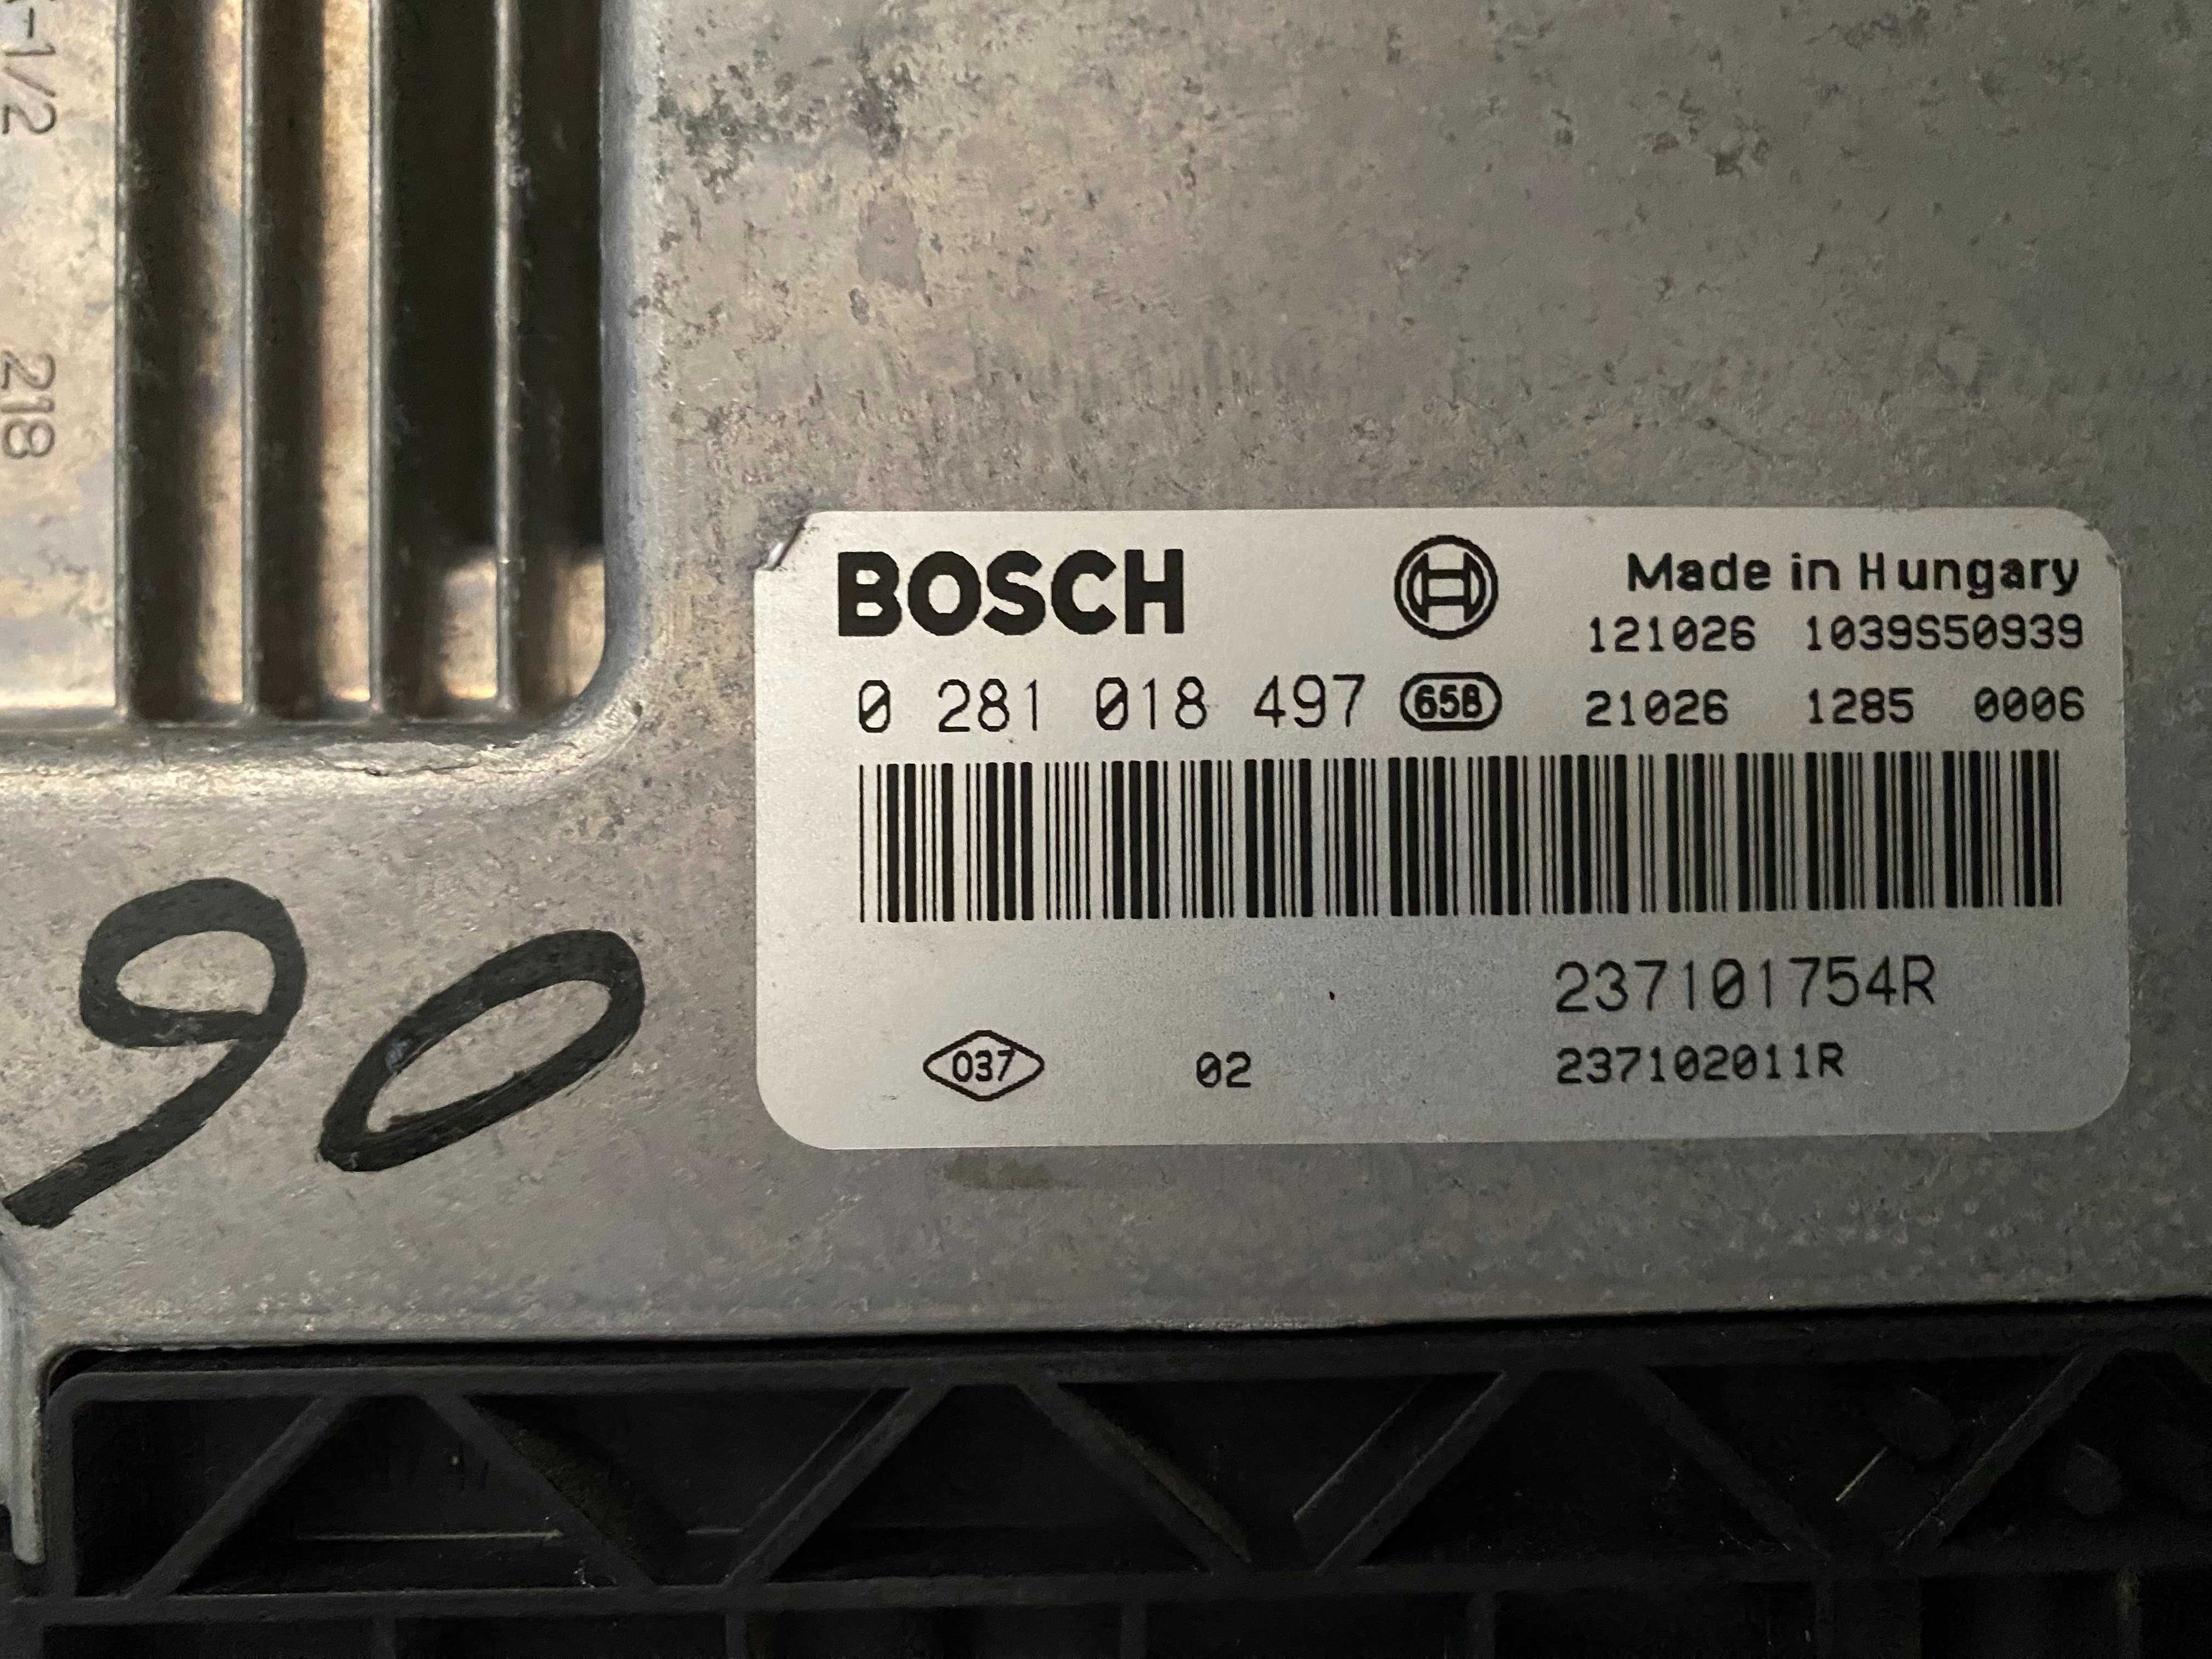 -1/2
218
BOSCH
Made in Hungary
121026 1039S50939
0 281 018 497 658 21026 1285 0006
237101754R
037 02 237102011R
90